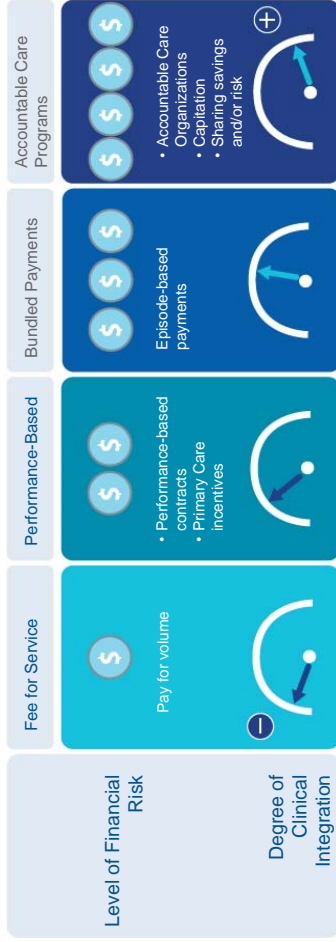 Fee for Service
Performance-Based
Bundled Payments
Accountable Care
Programs
Level of Financial
Risk
$
$ $
$ $ $
$ $ $ $
Pay for volume
• Performance-based
contracts
• Primary Care
incentives
Episode-based
payments
• Accountable Care
Organizations
• Capitation
• Sharing savings
and/or risk
Degree of
Clinical
Integration
−
+